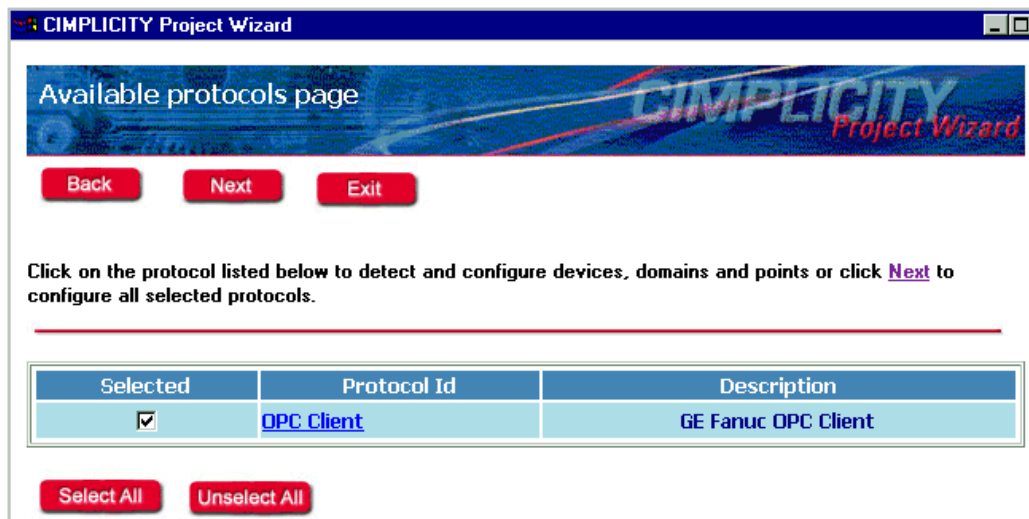 CIMPLICITY Project Wizard
Available protocols page
CIMPLICITY
Project Wizard
Back Next Exit
Click on the protocol listed below to detect and configure devices, domains and points or click Next to
configure all selected protocols.
Selected Protocol Id Description
OPC Client GE Fanuc OPC Client
Select All Unselect All